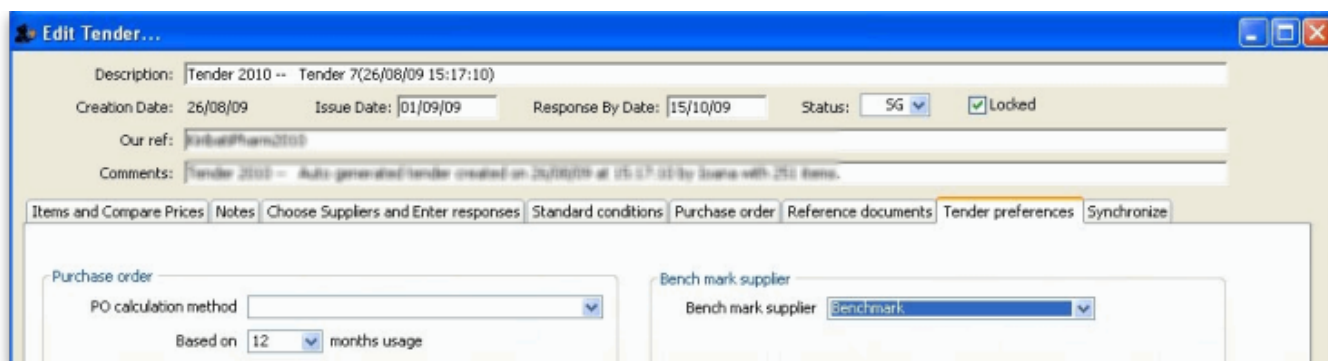 Edit Tender...
Description: Tender 2010 -- Tender 7(26/08/09 15:17:10)
Creation Date: 26/08/09 Issue Date: 01/09/09 Response By Date: 15/10/09 Status: SG Locked
Our ref:
Comments:
Items and Compare Prices Notes Choose Suppliers and Enter responses Standard conditions Purchase order Reference documents Tender preferences Synchronize
Purchase order Bench mark supplier
PO calculation method Bench mark supplier Benchmark
Based on 12 months usage